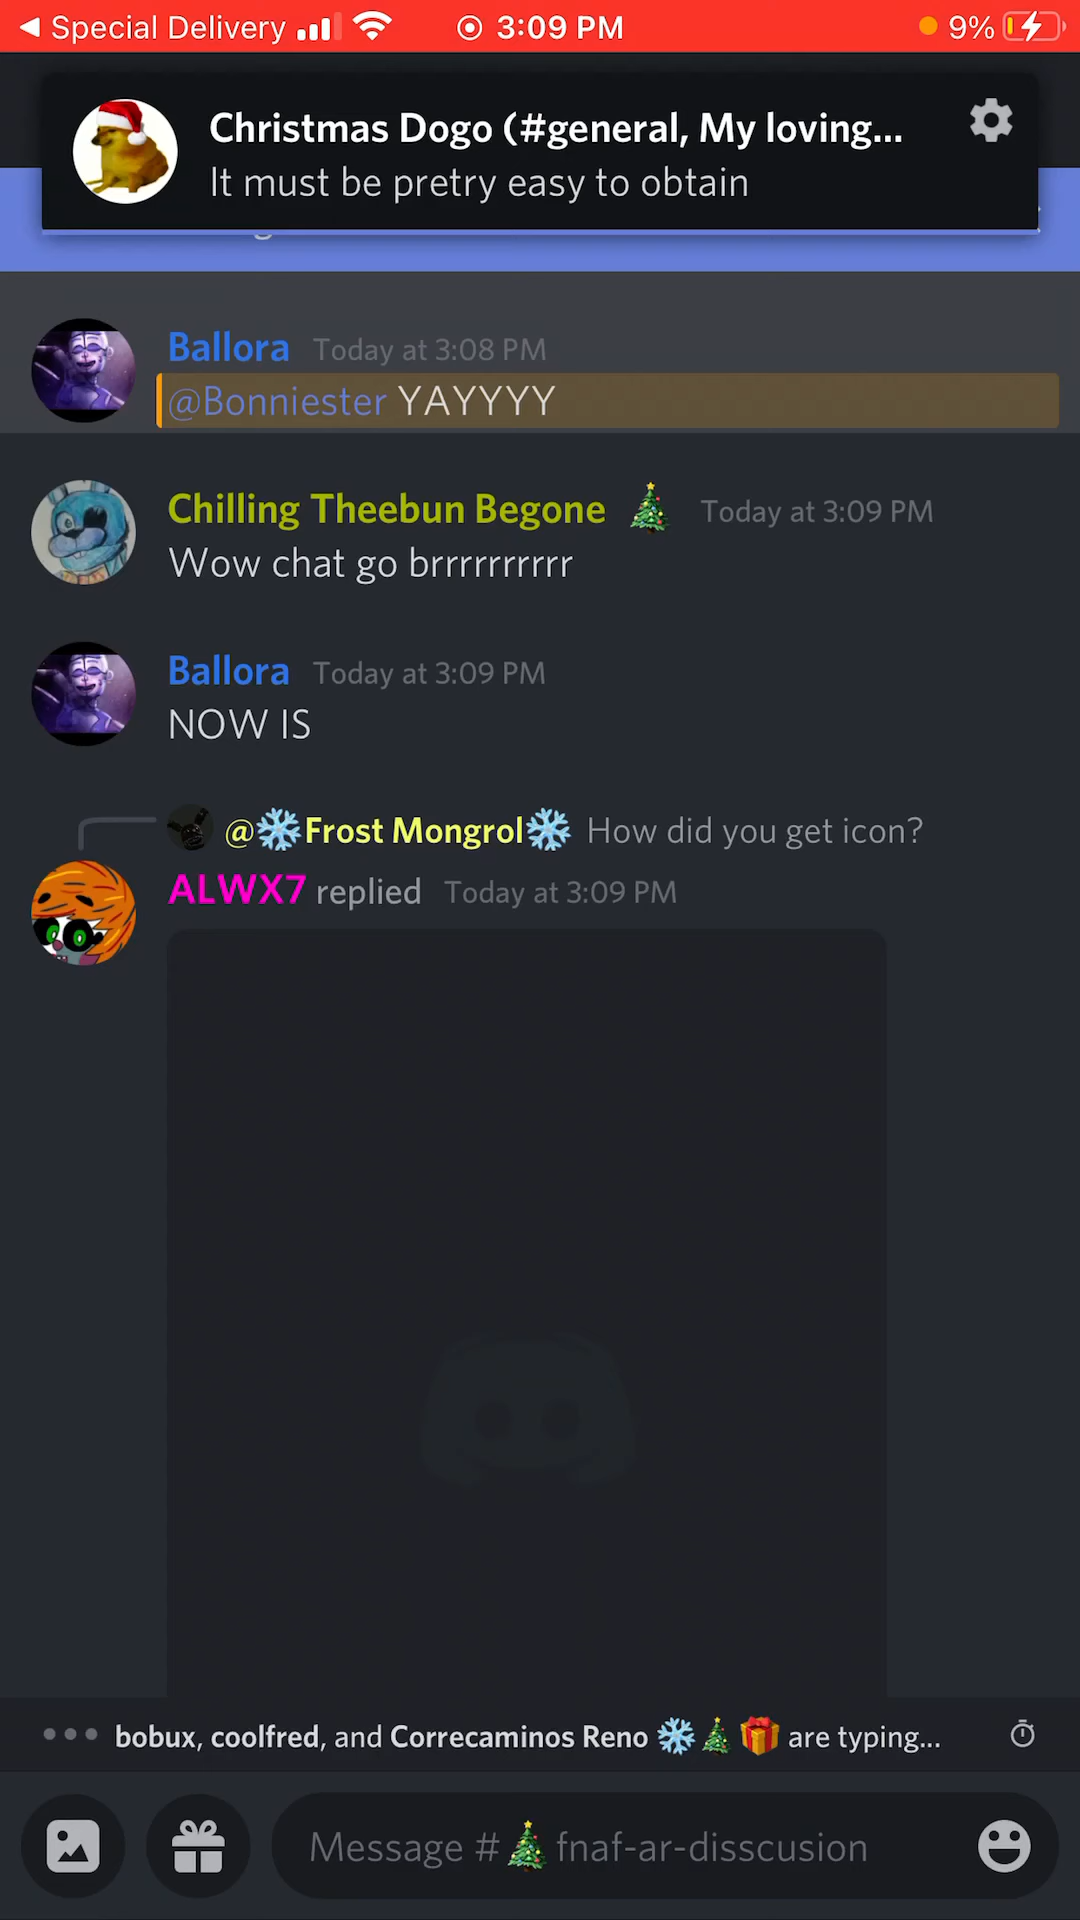 Special Delivery 3:09 PM 9%
Christmas Dogo (#general, My loving...
It must be pretry easy to obtain
Ballora Today at 3:08 PM
@Bonniester YAYYYY
Chilling Theebun Begone 🎄 Today at 3:09 PM
Wow chat go brrrrrrrrrr
Ballora Today at 3:09 PM
NOW IS
@❄️Frost Mongrol❄️ How did you get icon?
ALWX7 replied Today at 3:09 PM
bobux, coolfred, and Correcaminos Reno ❄️🎄🎁 are typing...
Message #🎄fnaf-ar-disscusion